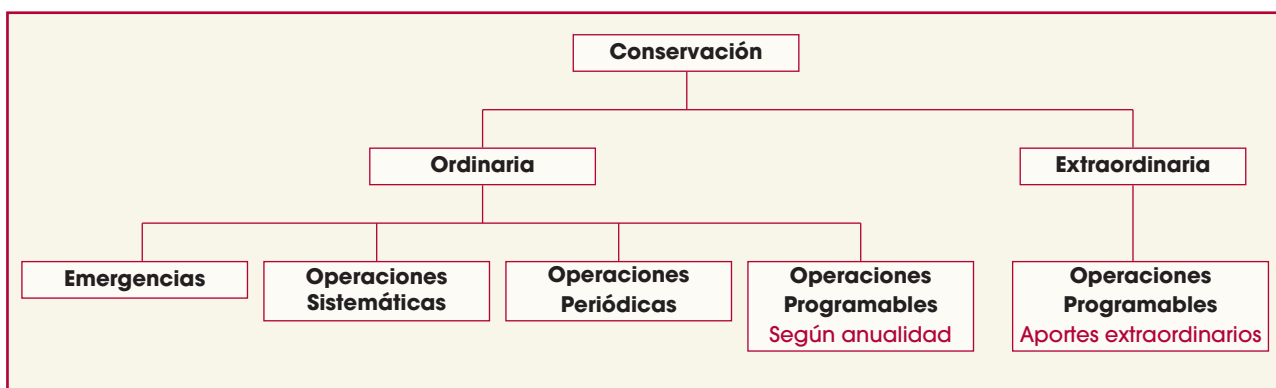 Conservación
Ordinaria
Extraordinaria
Emergencias
Operaciones
Sistemáticas
Operaciones
Periódicas
Operaciones
Programables
Según anualidad
Operaciones
Programables
Aportes extraordinarios